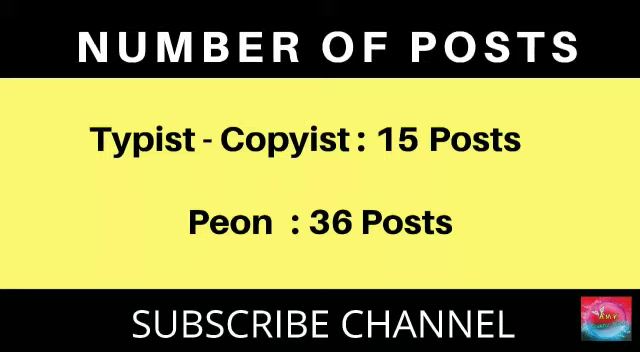 NUMBER OF POSTS
Typist - Copyist : 15 Posts
Peon : 36 Posts
SUBSCRIBE CHANNEL